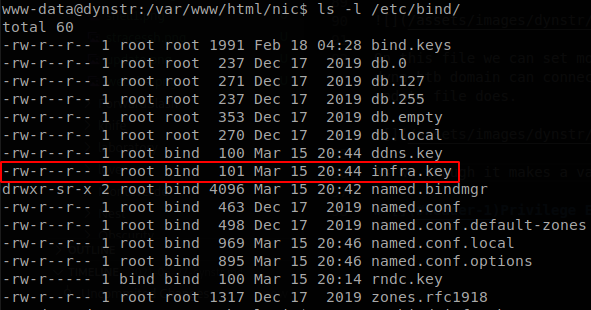 www-data@dynstr:/var/www/html/nic$ ls -l /etc/bind/
total 60
-rw-r--r-- 1 root root 1991 Feb 18 04:28 bind.keys
-rw-r--r-- 1 root root  237 Dec 17  2019 db.0
-rw-r--r-- 1 root root  271 Dec 17  2019 db.127
-rw-r--r-- 1 root root  237 Dec 17  2019 db.255
-rw-r--r-- 1 root root  353 Dec 17  2019 db.empty
-rw-r--r-- 1 root root  270 Dec 17  2019 db.local
-rw-r--r-- 1 root bind  100 Mar 15 20:44 ddns.key
-rw-r--r-- 1 root bind  101 Mar 15 20:44 infra.key
drwxr-sr-x 2 root bind 4096 Mar 15 20:42 named.bindmgr
-rw-r--r-- 1 root bind  463 Dec 17  2019 named.conf
-rw-r--r-- 1 root bind  498 Dec 17  2019 named.conf.default-zones
-rw-r--r-- 1 root bind  969 Mar 15 20:46 named.conf.local
-rw-r--r-- 1 root bind  895 Mar 15 20:46 named.conf.options
-rw-r----- 1 bind bind  100 Mar 15 20:14 rndc.key
-rw-r--r-- 1 root root 1317 Dec 17  2019 zones.rfc1918